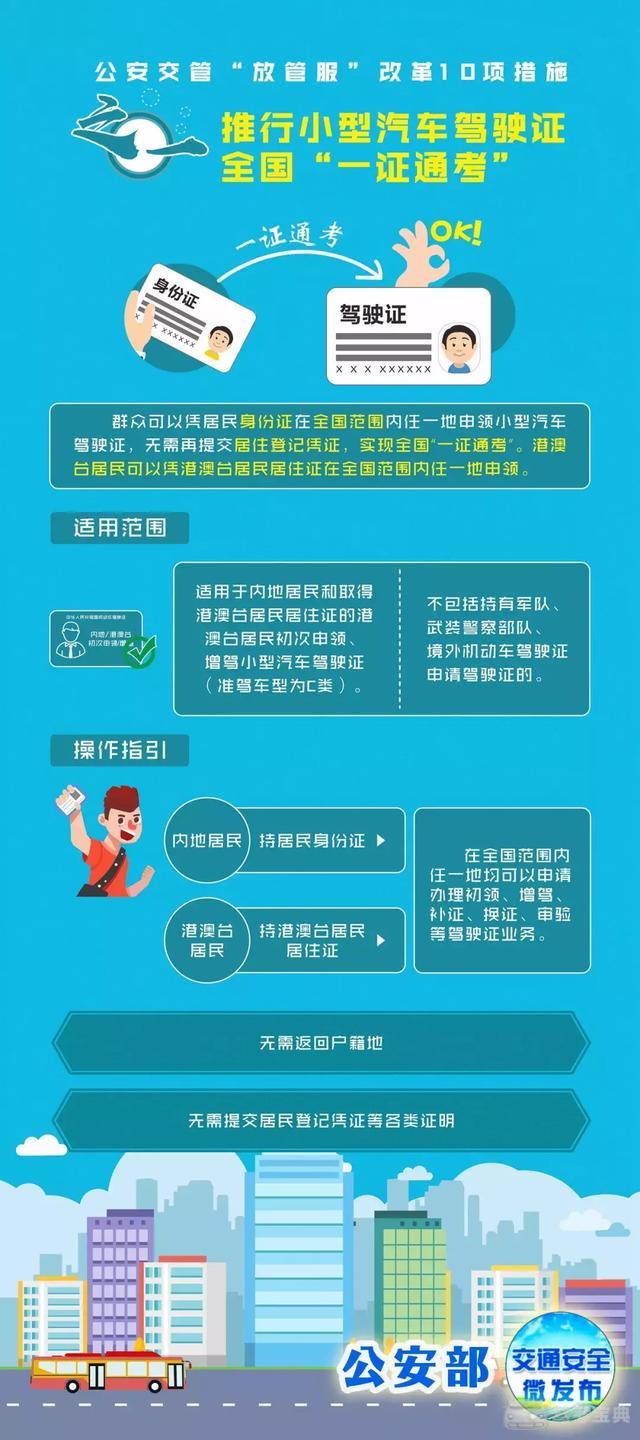 公安交管“放管服”改革10项措施
推行小型汽车驾驶证
全国“一证通考”
一证通考
OK!
身份证
X XXXXXX
驾驶证
X X XXXXXX
群众可以凭居民身份证在全国范围内任一地申领小型汽车
驾驶证，无需再提交居住登记凭证，实现全国“一证通考”。港澳
台居民可以凭港澳台居民居住证在全国范围内任一地申领。
适用范围
中华人民共和国机动车驾驶证
内地/港澳台
初次申领/增
适用于内地居民和取得
港澳台居民居住证的港
澳台居民初次申领、
增驾小型汽车驾驶证
（准驾车型为C类）。
不包括持有军队、
武装警察部队、
境外机动车驾驶证
申请驾驶证的。
操作指引
内地居民
持居民身份证
港澳台
居民
持港澳台居民
居住证
在全国范围内
任一地均可以申请
办理初领、增驾、
补证、换证、审验
等驾驶证业务。
无需返回户籍地
无需提交居民登记凭证等各类证明
公安部
交通安全
微发布
宝典